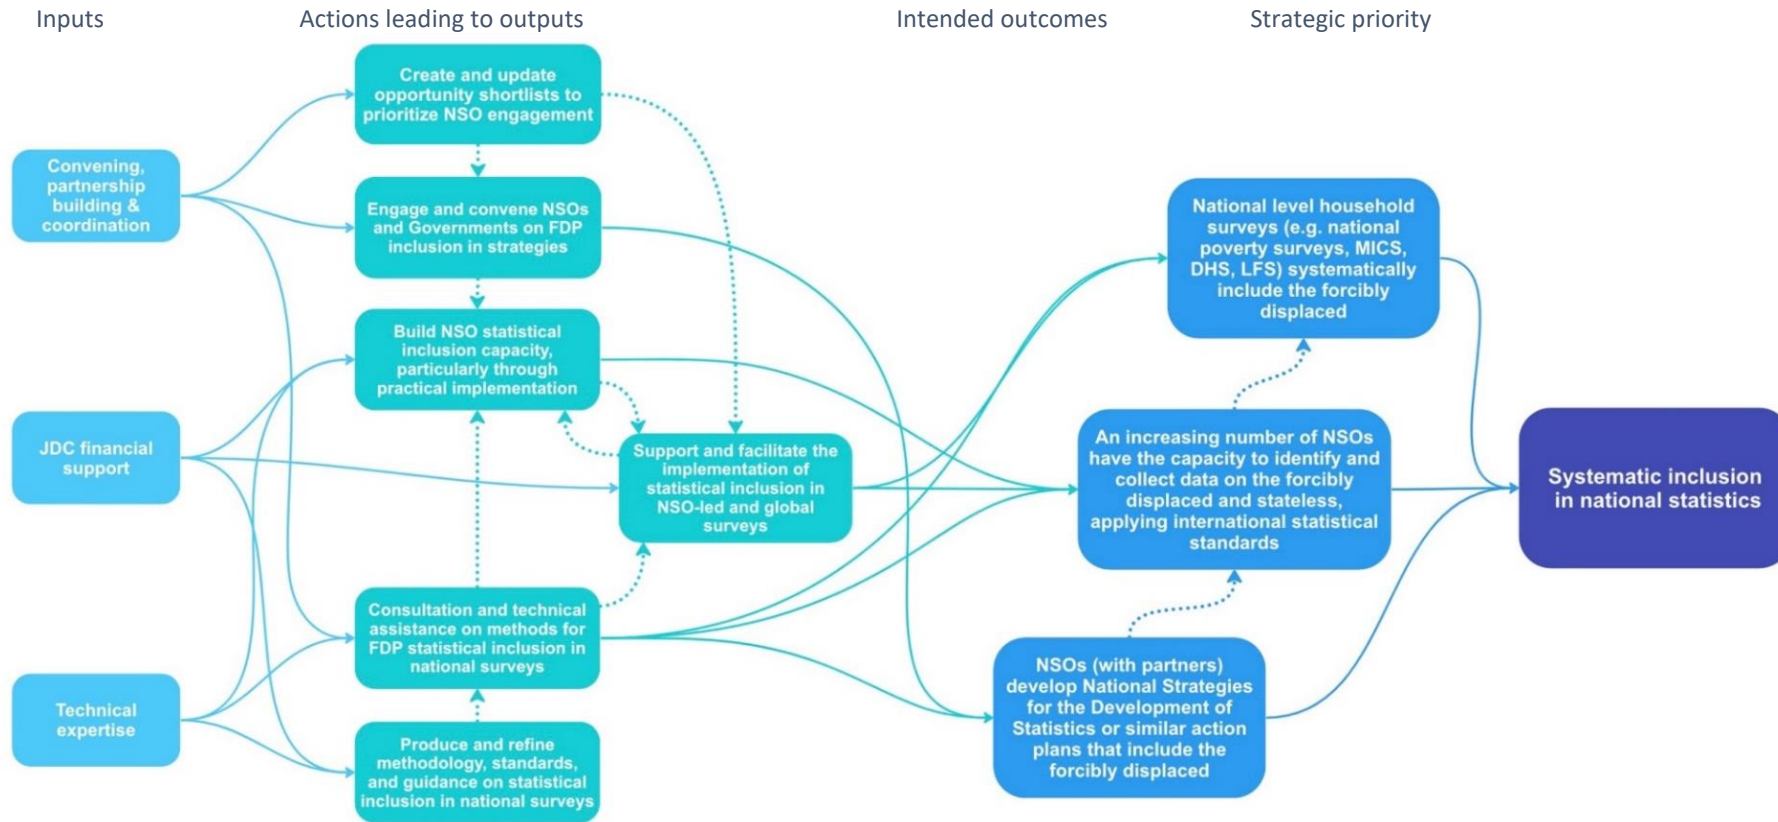 Inputs
Actions leading to outputs
Intended outcomes
Strategic priority
Convening,
partnership
building &
coordination
JDC financial
support
Technical
expertise
Create and update
opportunity shortlists to
prioritize NSO engagement
Engage and convene NSOs
and Governments on FDP
inclusion in strategies
Build NSO statistical
inclusion capacity,
particularly through
practical implementation
Support and facilitate the
implementation of
statistical inclusion in
NSO-led and global
surveys
Consultation and technical
assistance on methods for
FDP statistical inclusion in
national surveys
Produce and refine
methodology, standards,
and guidance on statistical
inclusion in national surveys
National level household
surveys (e.g. national
poverty surveys, MICS,
DHS, LFS) systematically
include the forcibly
displaced
An increasing number of NSOs
have the capacity to identify and
collect data on the forcibly
displaced and stateless,
applying international statistical
standards
NSOs (with partners)
develop National Strategies
for the Development of
Statistics or similar action
plans that include the
forcibly displaced
Systematic inclusion
in national statistics